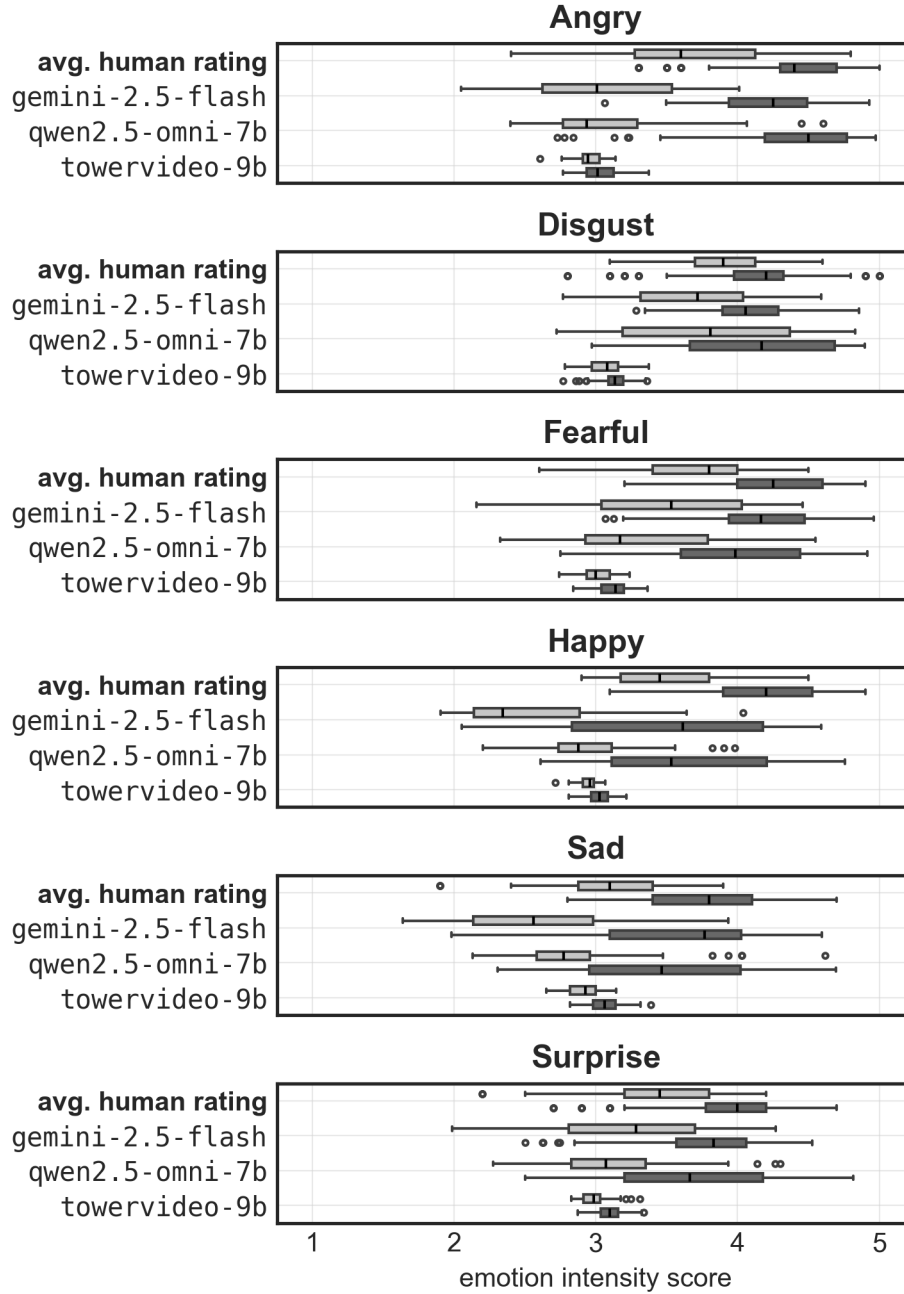 Angry
avg. human rating
gemini-2.5-flash
qwen2.5-omni-7b
towervideo-9b
Disgust
avg. human rating
gemini-2.5-flash
qwen2.5-omni-7b
towervideo-9b
Fearful
avg. human rating
gemini-2.5-flash
qwen2.5-omni-7b
towervideo-9b
Happy
avg. human rating
gemini-2.5-flash
qwen2.5-omni-7b
towervideo-9b
Sad
avg. human rating
gemini-2.5-flash
qwen2.5-omni-7b
towervideo-9b
Surprise
avg. human rating
gemini-2.5-flash
qwen2.5-omni-7b
towervideo-9b
1 2 3 4 5
emotion intensity score